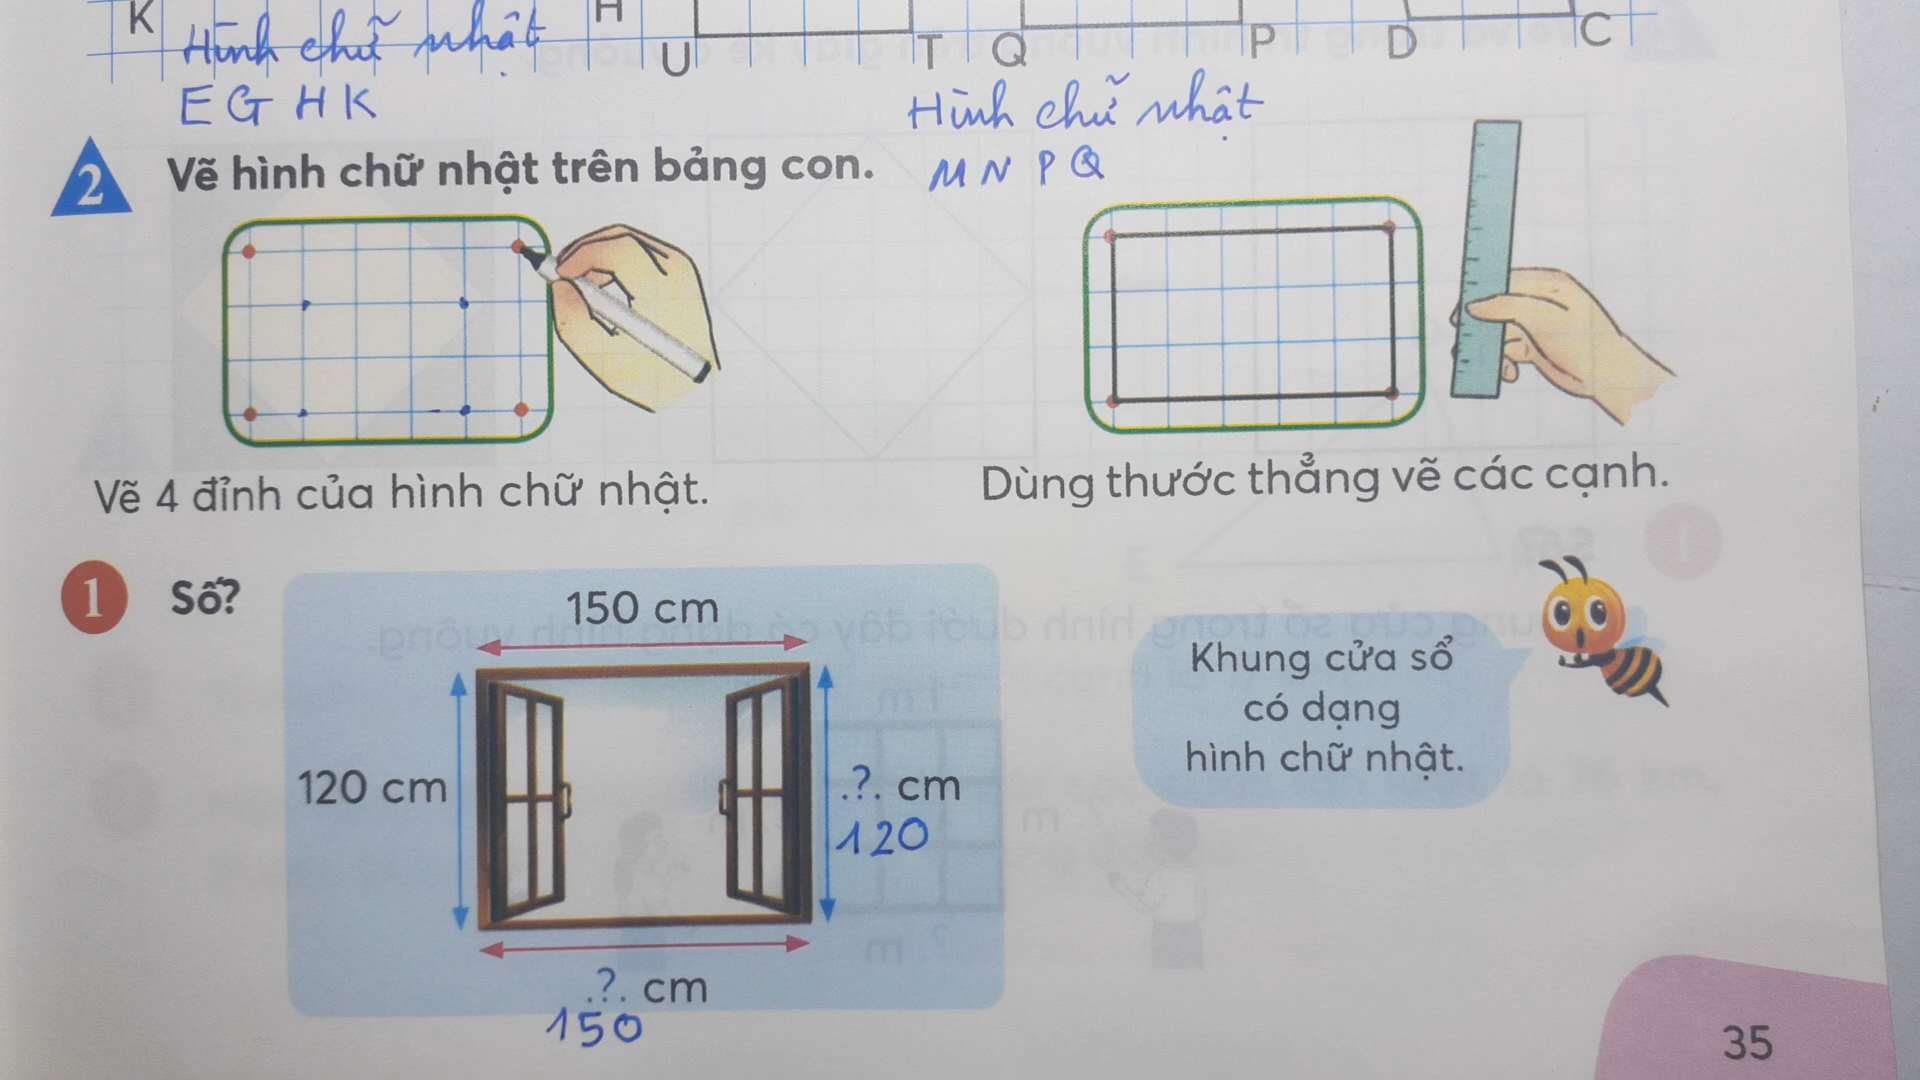 K
H
U
T
Q
P
D
C
Hình chữ nhật
E G H K
Hình chữ nhật
M N P Q
2 Vẽ hình chữ nhật trên bảng con.
Vẽ 4 đỉnh của hình chữ nhật.
Dùng thước thẳng vẽ các cạnh.
1 Số?
150 cm
120 cm
.?. cm
120
.?. cm
150
Khung cửa sổ
có dạng
hình chữ nhật.
35